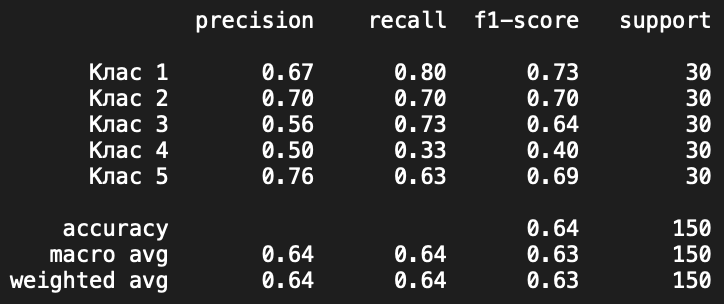 precision recall f1-score support
Клас 1 0.67 0.80 0.73 30
Клас 2 0.70 0.70 0.70 30
Клас 3 0.56 0.73 0.64 30
Клас 4 0.50 0.33 0.40 30
Клас 5 0.76 0.63 0.69 30
accuracy 0.64 150
macro avg 0.64 0.64 0.63 150
weighted avg 0.64 0.64 0.63 150